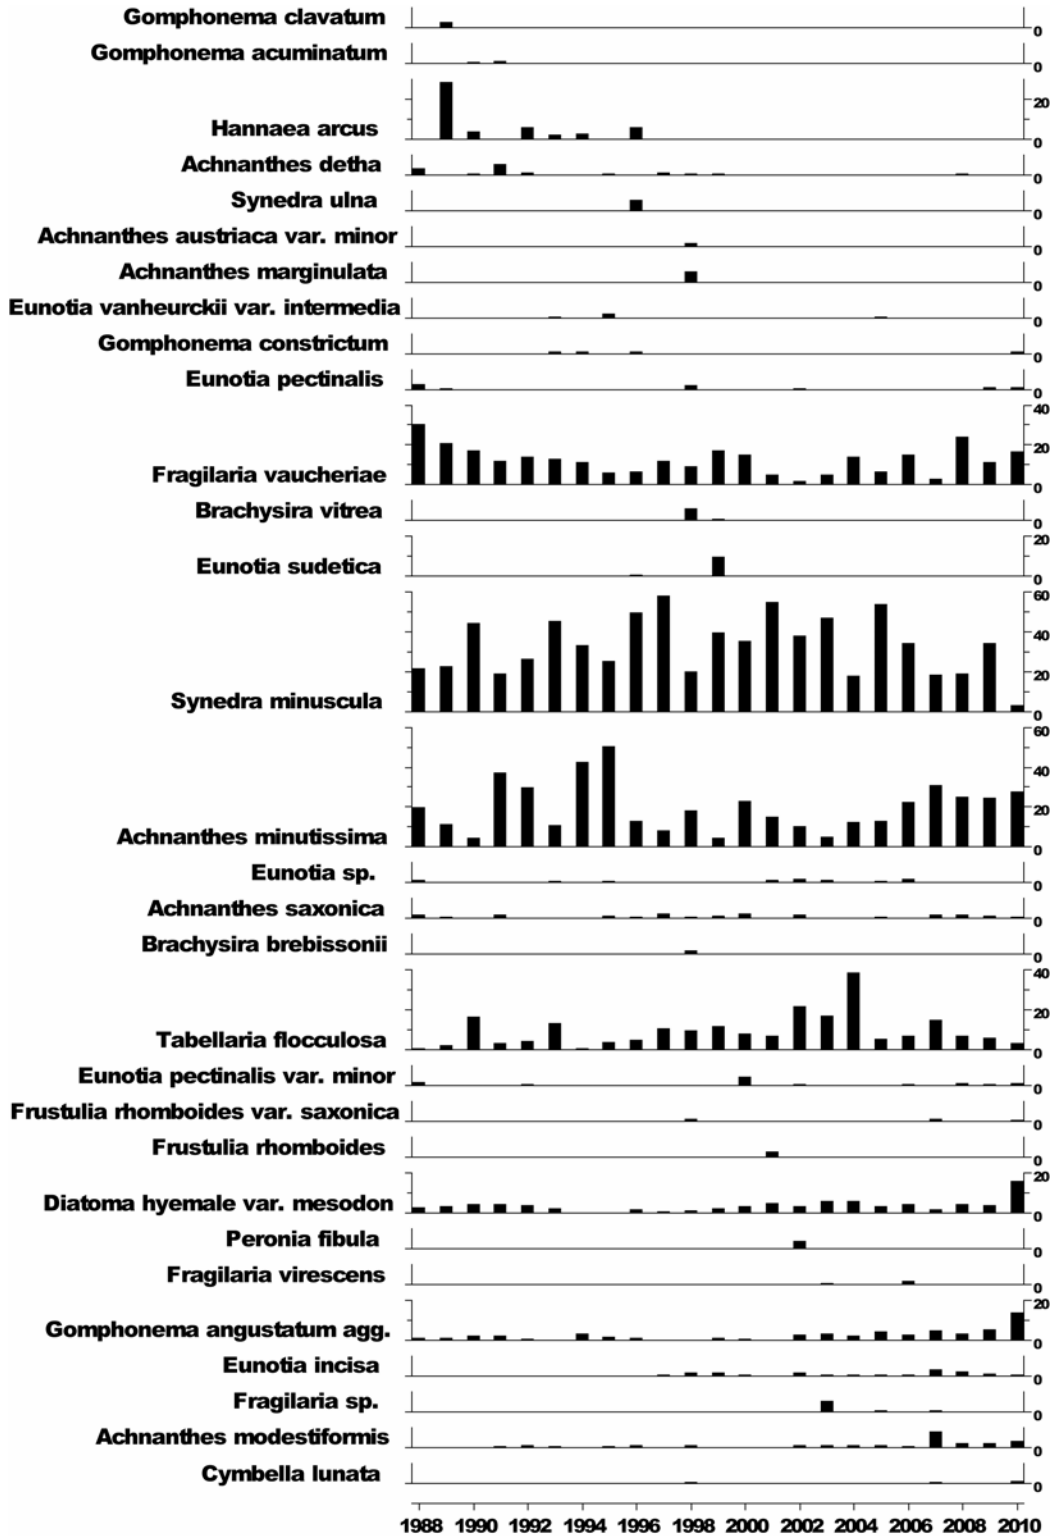 Gomphonema clavatum
0
Gomphonema acuminatum
0
20
Hannaea arcus
0
Achnanthes detha
0
Synedra ulna
0
Achnanthes austriaca var. minor
0
Achnanthes marginulata
0
Eunotia vanheurckii var. intermedia
0
Gomphonema constrictum
0
Eunotia pectinalis
0
40
20
Fragilaria vaucheriae
0
Brachysira vitrea
0
20
Eunotia sudetica
0
60
40
20
Synedra minuscula
0
60
40
20
Achnanthes minutissima
0
Eunotia sp.
0
Achnanthes saxonica
0
Brachysira brebissonii
0
40
20
Tabellaria flocculosa
0
Eunotia pectinalis var. minor
0
Frustulia rhomboides var. saxonica
0
Frustulia rhomboides
0
20
Diatoma hyemale var. mesodon
0
Peronia fibula
0
Fragilaria virescens
0
20
Gomphonema angustatum agg.
0
Eunotia incisa
0
Fragilaria sp.
0
Achnanthes modestiformis
0
Cymbella lunata
0
1988 1990 1992 1994 1996 1998 2000 2002 2004 2006 2008 2010